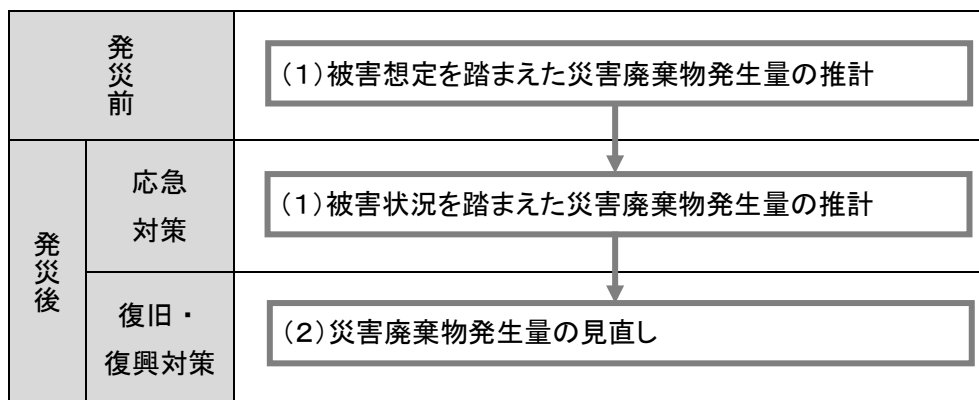 発災前
(1)被害想定を踏まえた災害廃棄物発生量の推計
発災後
応急
対策
(1)被害状況を踏まえた災害廃棄物発生量の推計
復旧・
復興対策
(2)災害廃棄物発生量の見直し